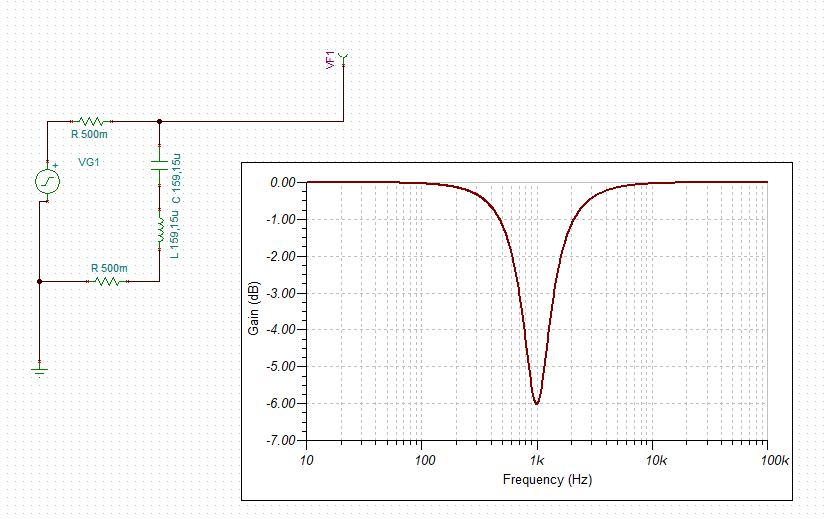 VF1
R 500m
VG1
+
C 159,15u
L 159,15u
R 500m
Gain (dB)
0.00
-1.00
-2.00
-3.00
-4.00
-5.00
-6.00
-7.00
10 100 1k 10k 100k
Frequency (Hz)